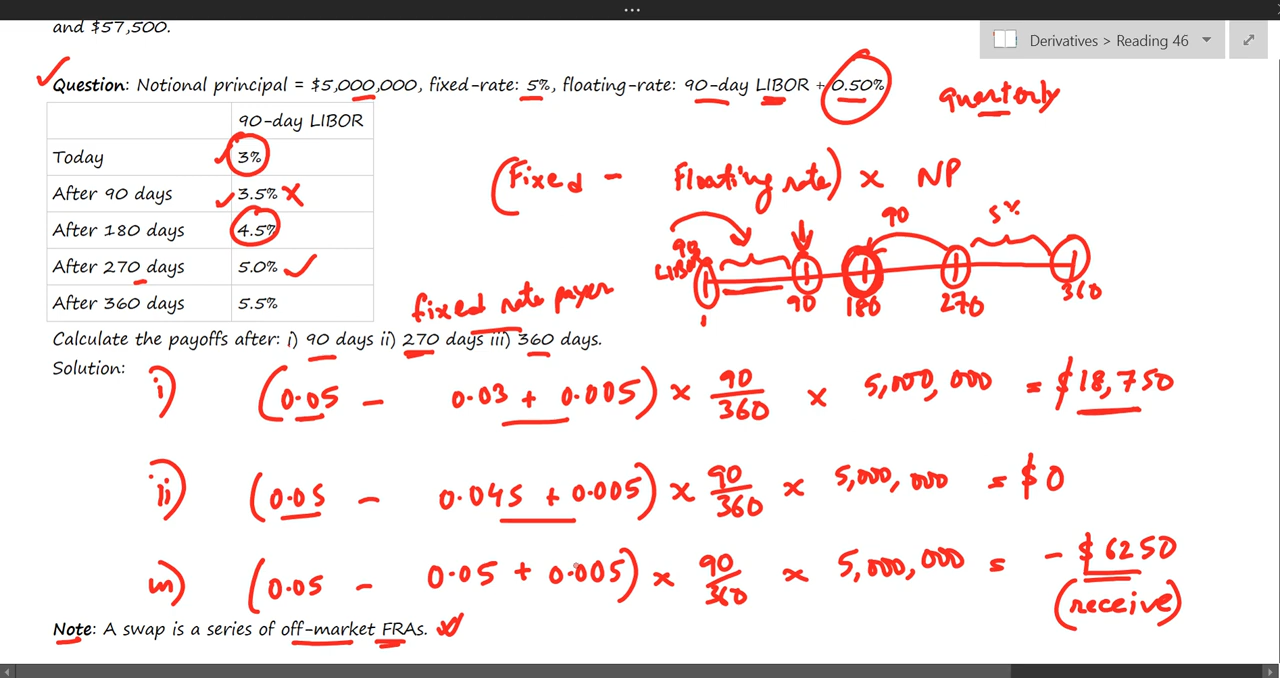 and $57,500.
Derivatives > Reading 46
Question: Notional principal = $5,000,000, fixed-rate: 5%, floating-rate: 90-day LIBOR + 0.50%
quarterly
90-day LIBOR
Today 3%
After 90 days 3.5% x
After 180 days 4.5%
After 270 days 5.0%
After 360 days 5.5%
(Fixed - Floating rate) x NP
90 5%
90 LIBOR
90 180 270 360
fixed rate payer
Calculate the payoffs after: i) 90 days ii) 270 days iii) 360 days.
Solution:
i) (0.05 - 0.03 + 0.005) x 90/360 x 5,000,000 = $18,750
ii) (0.05 - 0.045 + 0.005) x 90/360 x 5,000,000 = $0
iii) (0.05 - 0.05 + 0.005) x 90/360 x 5,000,000 = - $6250
(receive)
Note: A swap is a series of off-market FRAs.